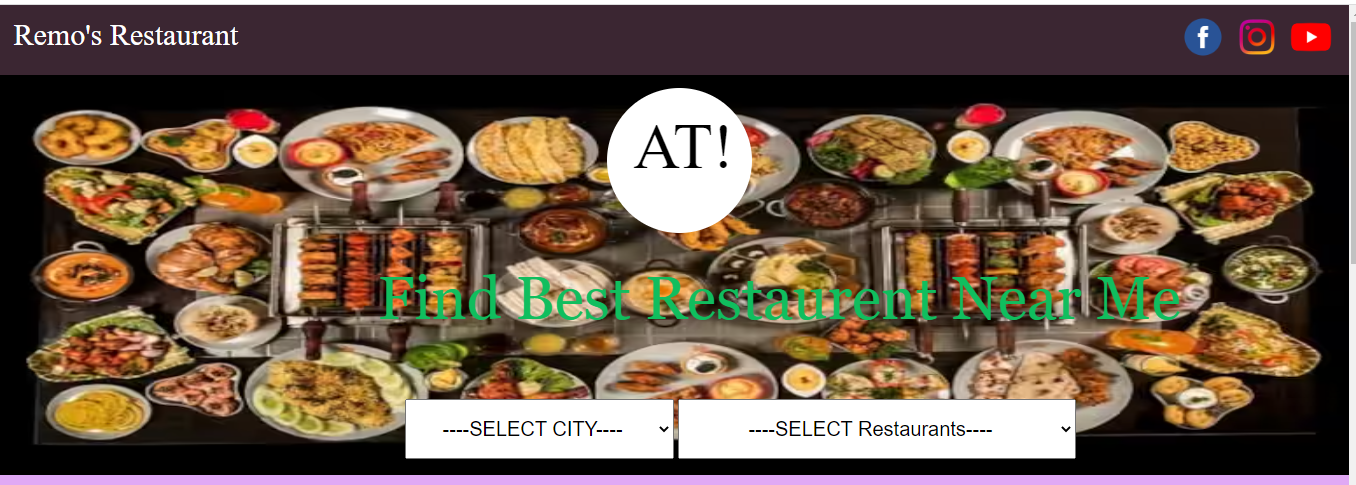 Remo's Restaurant
AT!
Find Best Restaurent Near Me
----SELECT CITY----
----SELECT Restaurants----